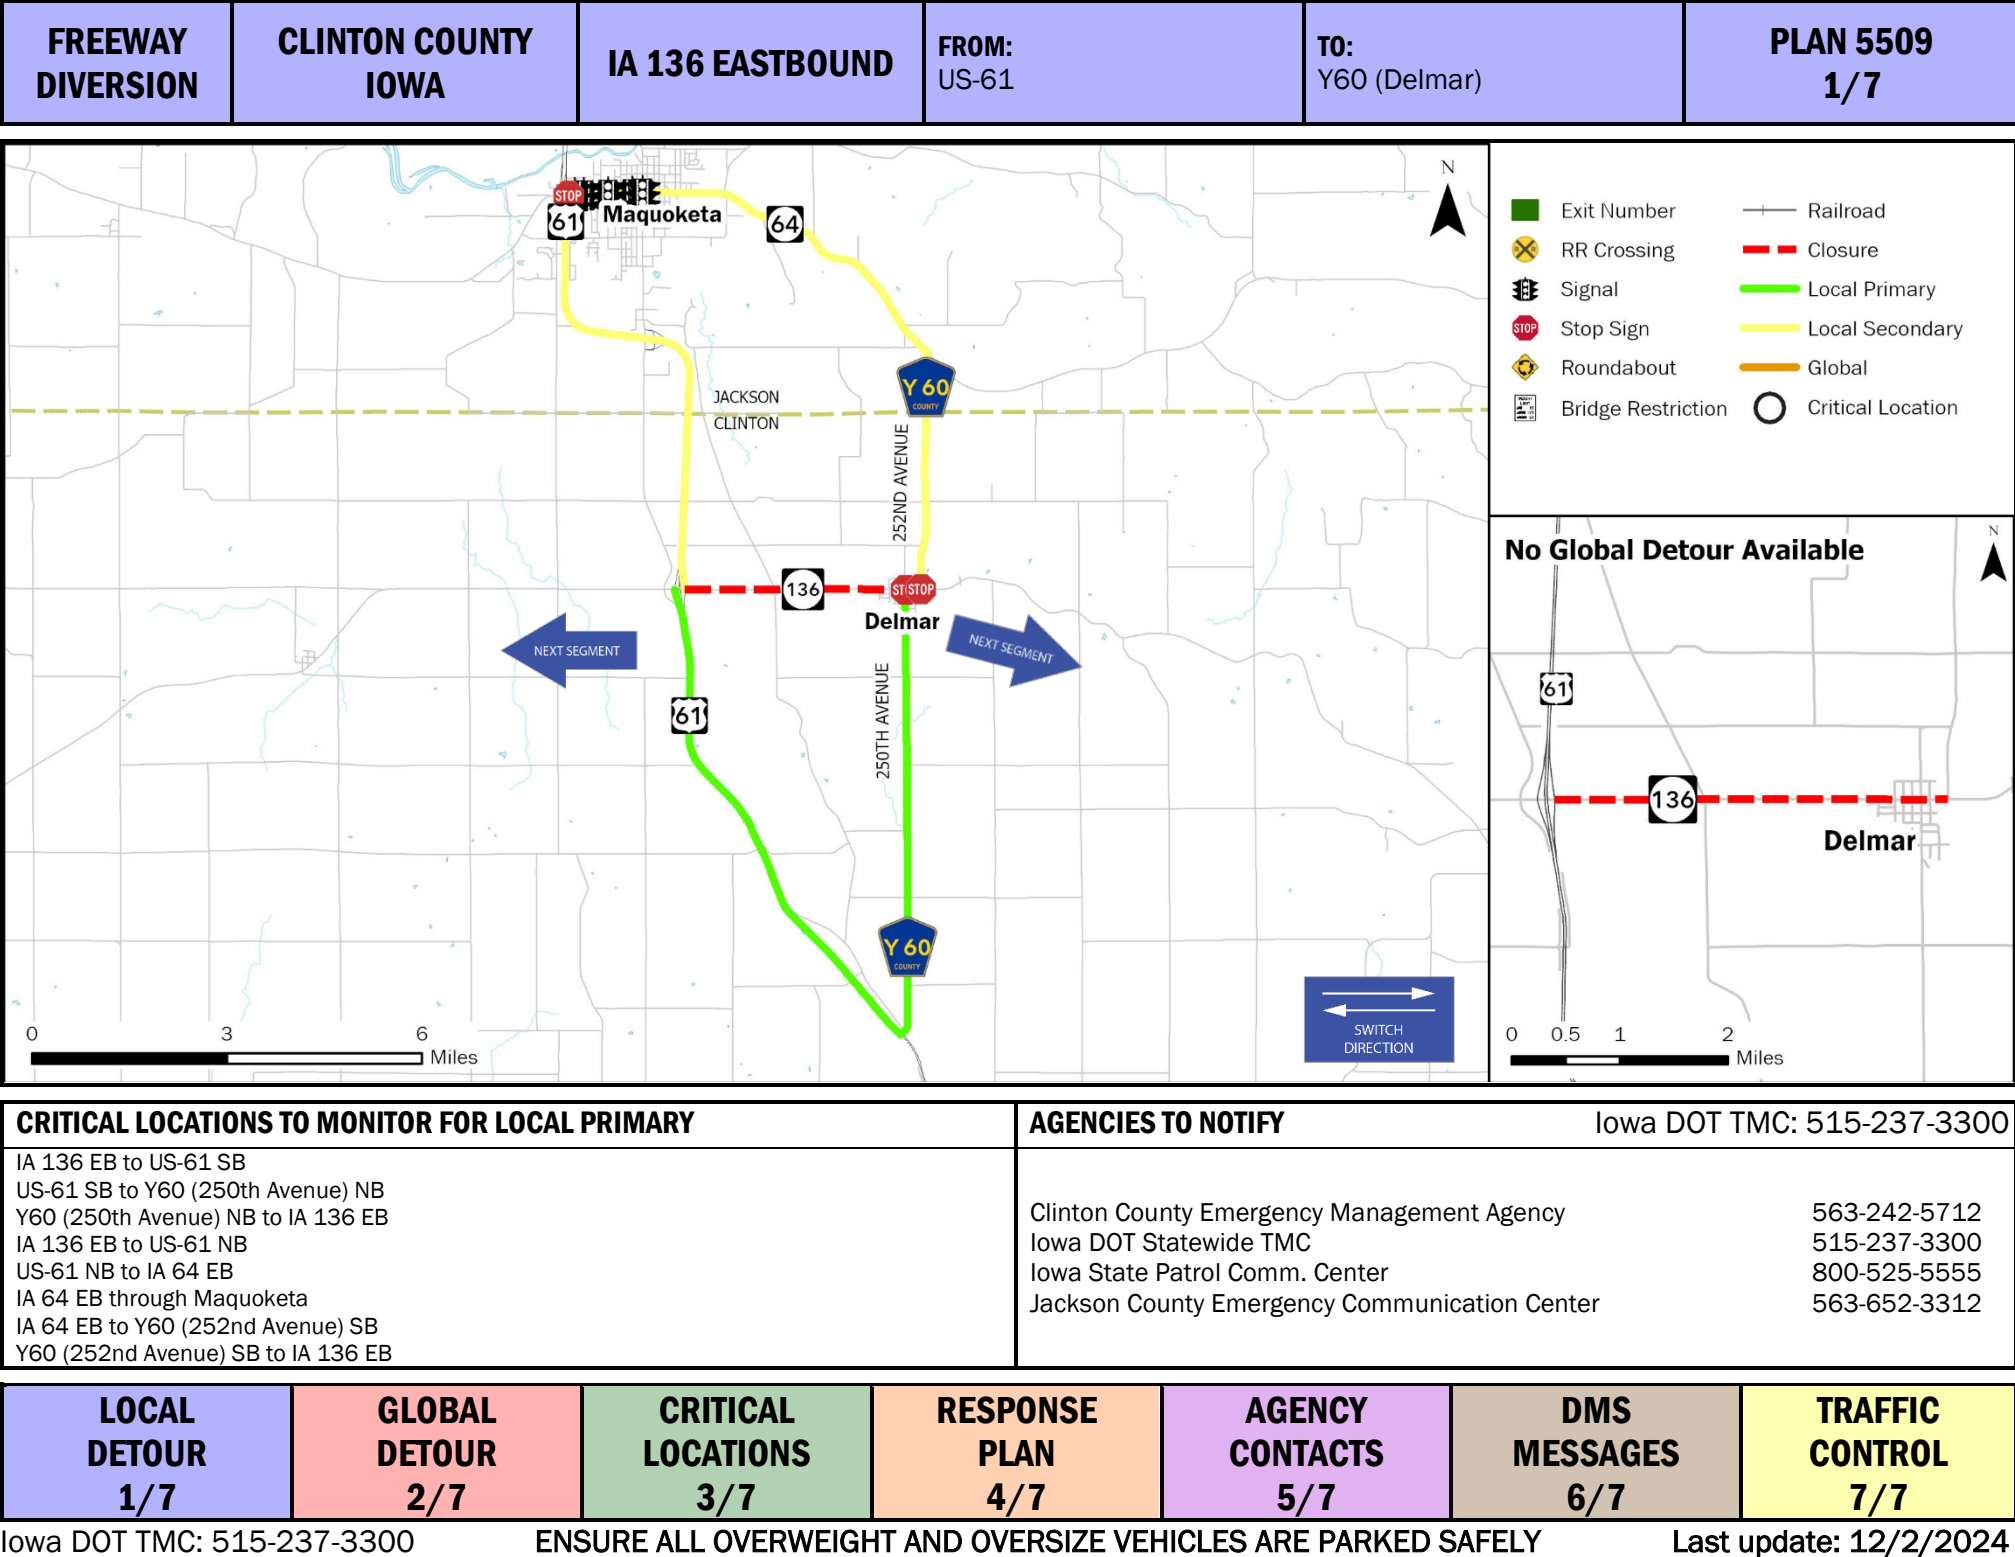 FREEWAY
DIVERSION
CLINTON COUNTY
IOWA
IA 136 EASTBOUND
FROM:
US-61
TO:
Y60 (Delmar)
PLAN 5509
1/7
STOP
61
Maquoketa
64
N
Y 60
COUNTY
JACKSON
CLINTON
252ND AVENUE
136
ST
STOP
Delmar
NEXT SEGMENT
NEXT SEGMENT
61
250TH AVENUE
Y 60
COUNTY
0 3 6
Miles
SWITCH
DIRECTION
Exit Number
RR Crossing
Signal
STOP Stop Sign
Roundabout
Bridge Restriction
Railroad
Closure
Local Primary
Local Secondary
Global
Critical Location
No Global Detour Available
N
61
136
Delmar
0 0.5 1 2
Miles
CRITICAL LOCATIONS TO MONITOR FOR LOCAL PRIMARY
IA 136 EB to US-61 SB
US-61 SB to Y60 (250th Avenue) NB
Y60 (250th Avenue) NB to IA 136 EB
IA 136 EB to US-61 NB
US-61 NB to IA 64 EB
IA 64 EB through Maquoketa
IA 64 EB to Y60 (252nd Avenue) SB
Y60 (252nd Avenue) SB to IA 136 EB
AGENCIES TO NOTIFY Iowa DOT TMC: 515-237-3300
Clinton County Emergency Management Agency 563-242-5712
Iowa DOT Statewide TMC 515-237-3300
Iowa State Patrol Comm. Center 800-525-5555
Jackson County Emergency Communication Center 563-652-3312
LOCAL
DETOUR
1/7
GLOBAL
DETOUR
2/7
CRITICAL
LOCATIONS
3/7
RESPONSE
PLAN
4/7
AGENCY
CONTACTS
5/7
DMS
MESSAGES
6/7
TRAFFIC
CONTROL
7/7
Iowa DOT TMC: 515-237-3300 ENSURE ALL OVERWEIGHT AND OVERSIZE VEHICLES ARE PARKED SAFELY Last update: 12/2/2024